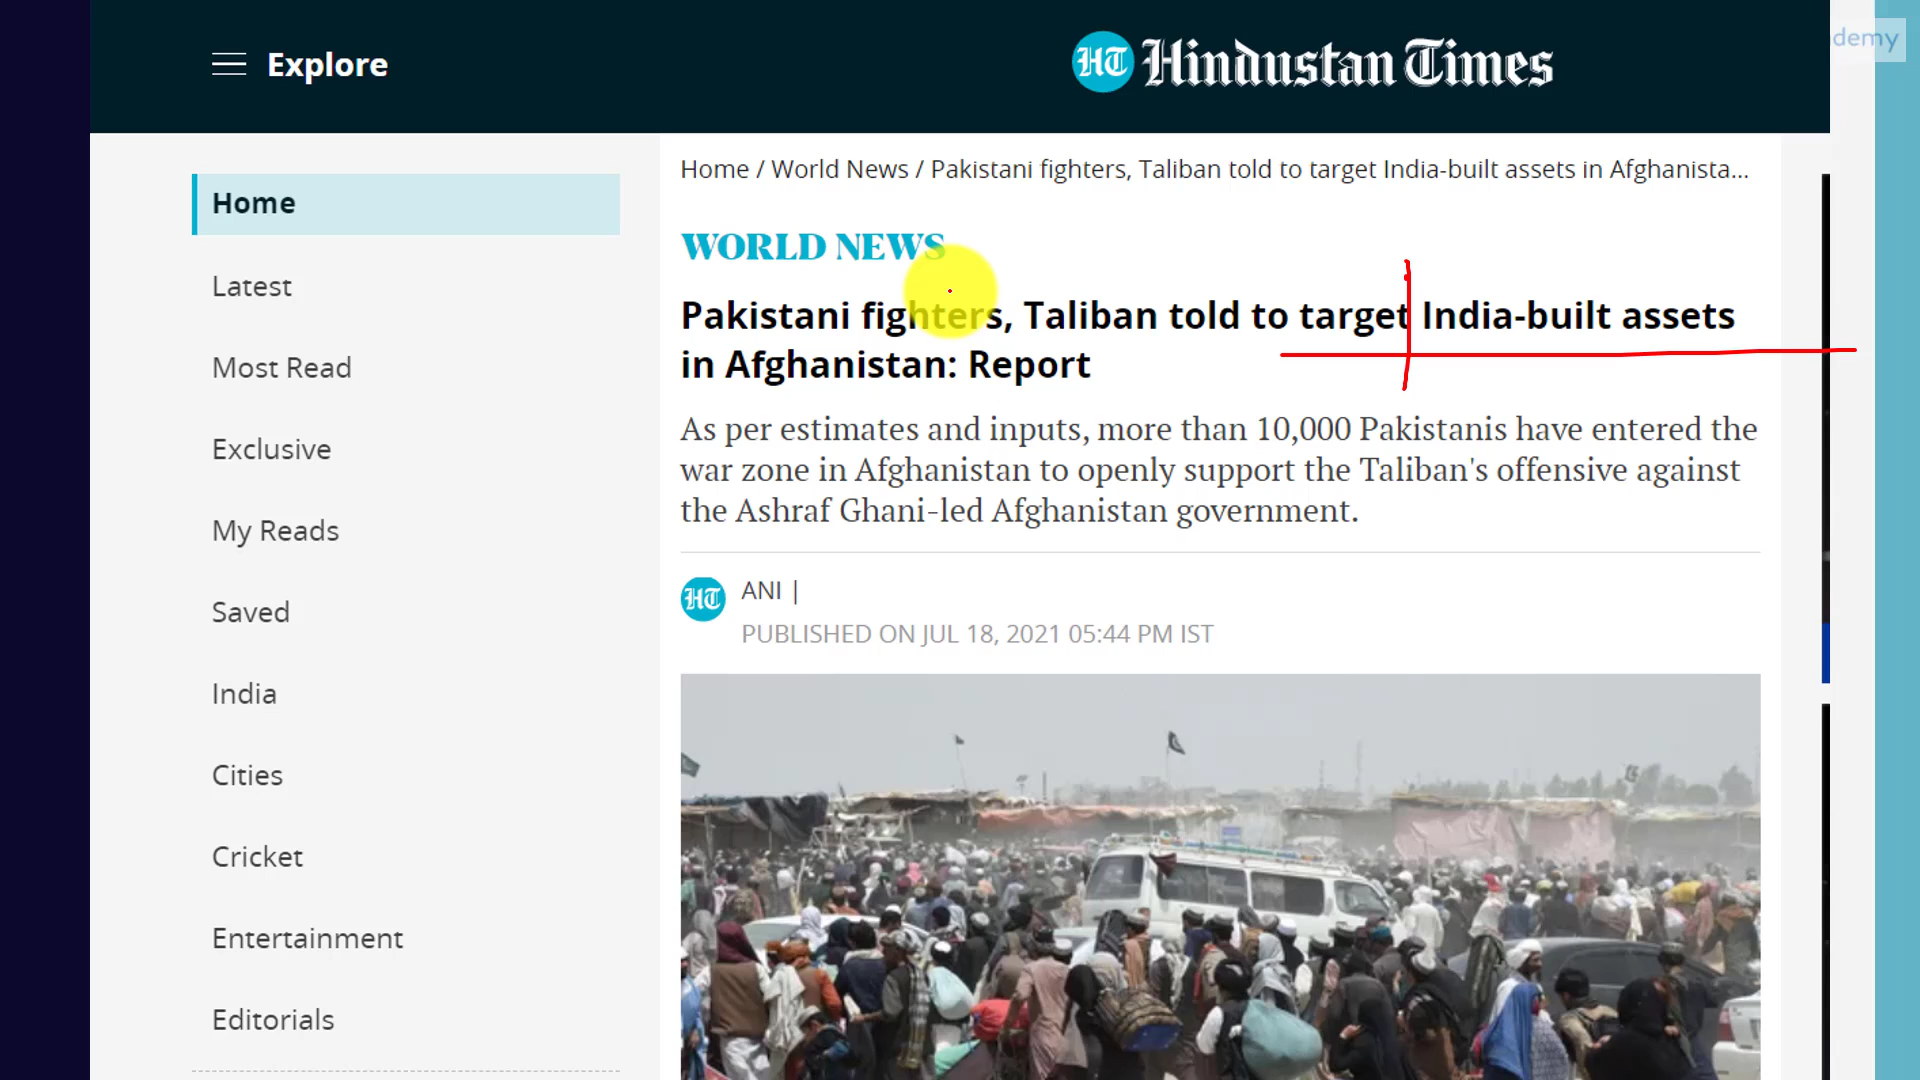 Explore
HT Hindustan Times
demy
Home
Latest
Most Read
Exclusive
My Reads
Saved
India
Cities
Cricket
Entertainment
Editorials
Home / World News / Pakistani fighters, Taliban told to target India-built assets in Afghanista...
WORLD NEWS
Pakistani fighters, Taliban told to target India-built assets
in Afghanistan: Report
As per estimates and inputs, more than 10,000 Pakistanis have entered the
war zone in Afghanistan to openly support the Taliban's offensive against
the Ashraf Ghani-led Afghanistan government.
HT
ANI |
PUBLISHED ON JUL 18, 2021 05:44 PM IST